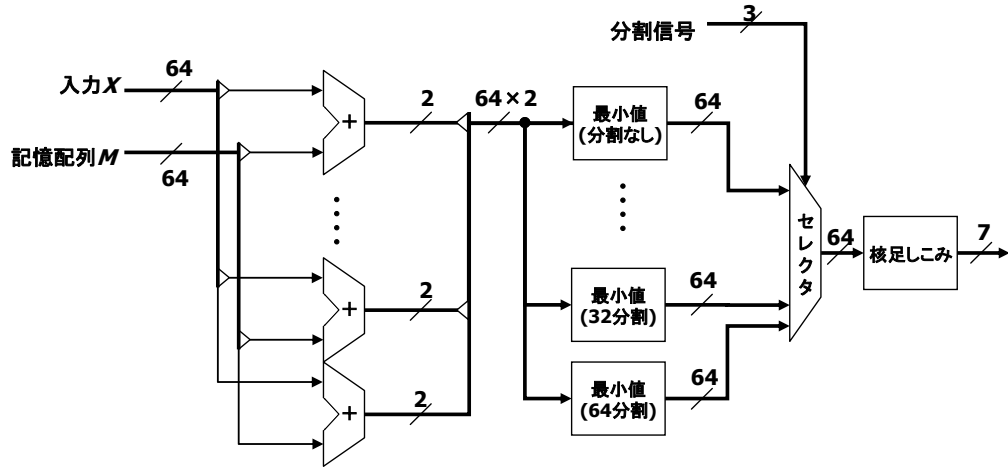 分割信号
3
入力X
64
記憶配列M
64
+
2
64×2
最小値
(分割なし)
64
+
2
最小値
(32分割)
64
+
2
最小値
(64分割)
64
セレクタ
64
核足しこみ
7